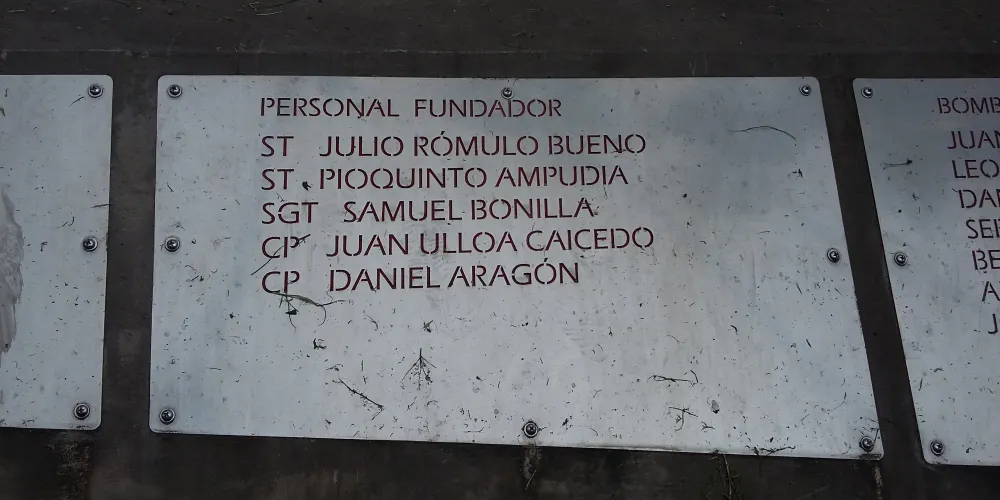 PERSONAL FUNDADOR
ST JULIO RÓMULO BUENO
ST PIOQUINTO AMPUDIA
SGT SAMUEL BONILLA
CP JUAN ULLOA CAICEDO
CP DANIEL ARAGÓN